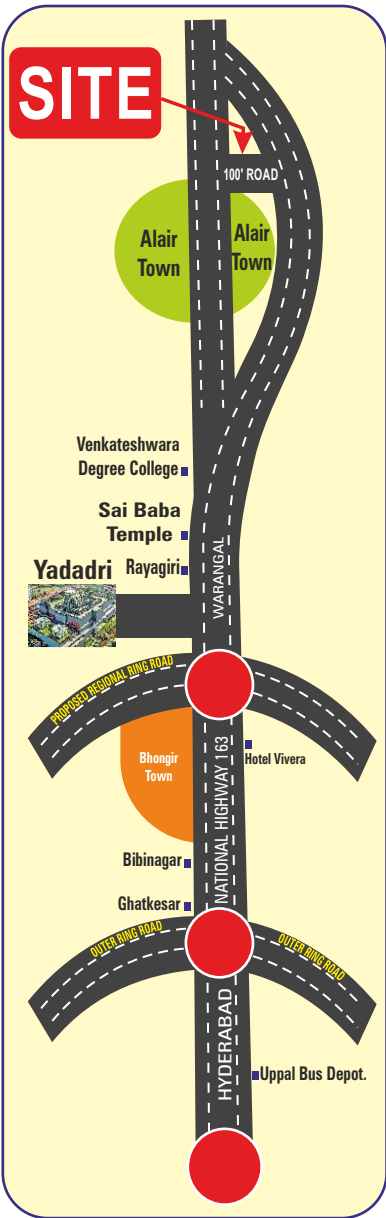 SITE
100' ROAD
Alair
Town
Alair
Town
Venkateshwara
Degree College
Sai Baba
Temple
Rayagiri
Yadadri
WARANGAL
PROPOSED REGIONAL RING ROAD
Bhongir
Town
Hotel Vivera
NATIONAL HIGHWAY 163
Bibinagar
Ghatkesar
OUTER RING ROAD
OUTER RING ROAD
HYDERABAD
Uppal Bus Depot.